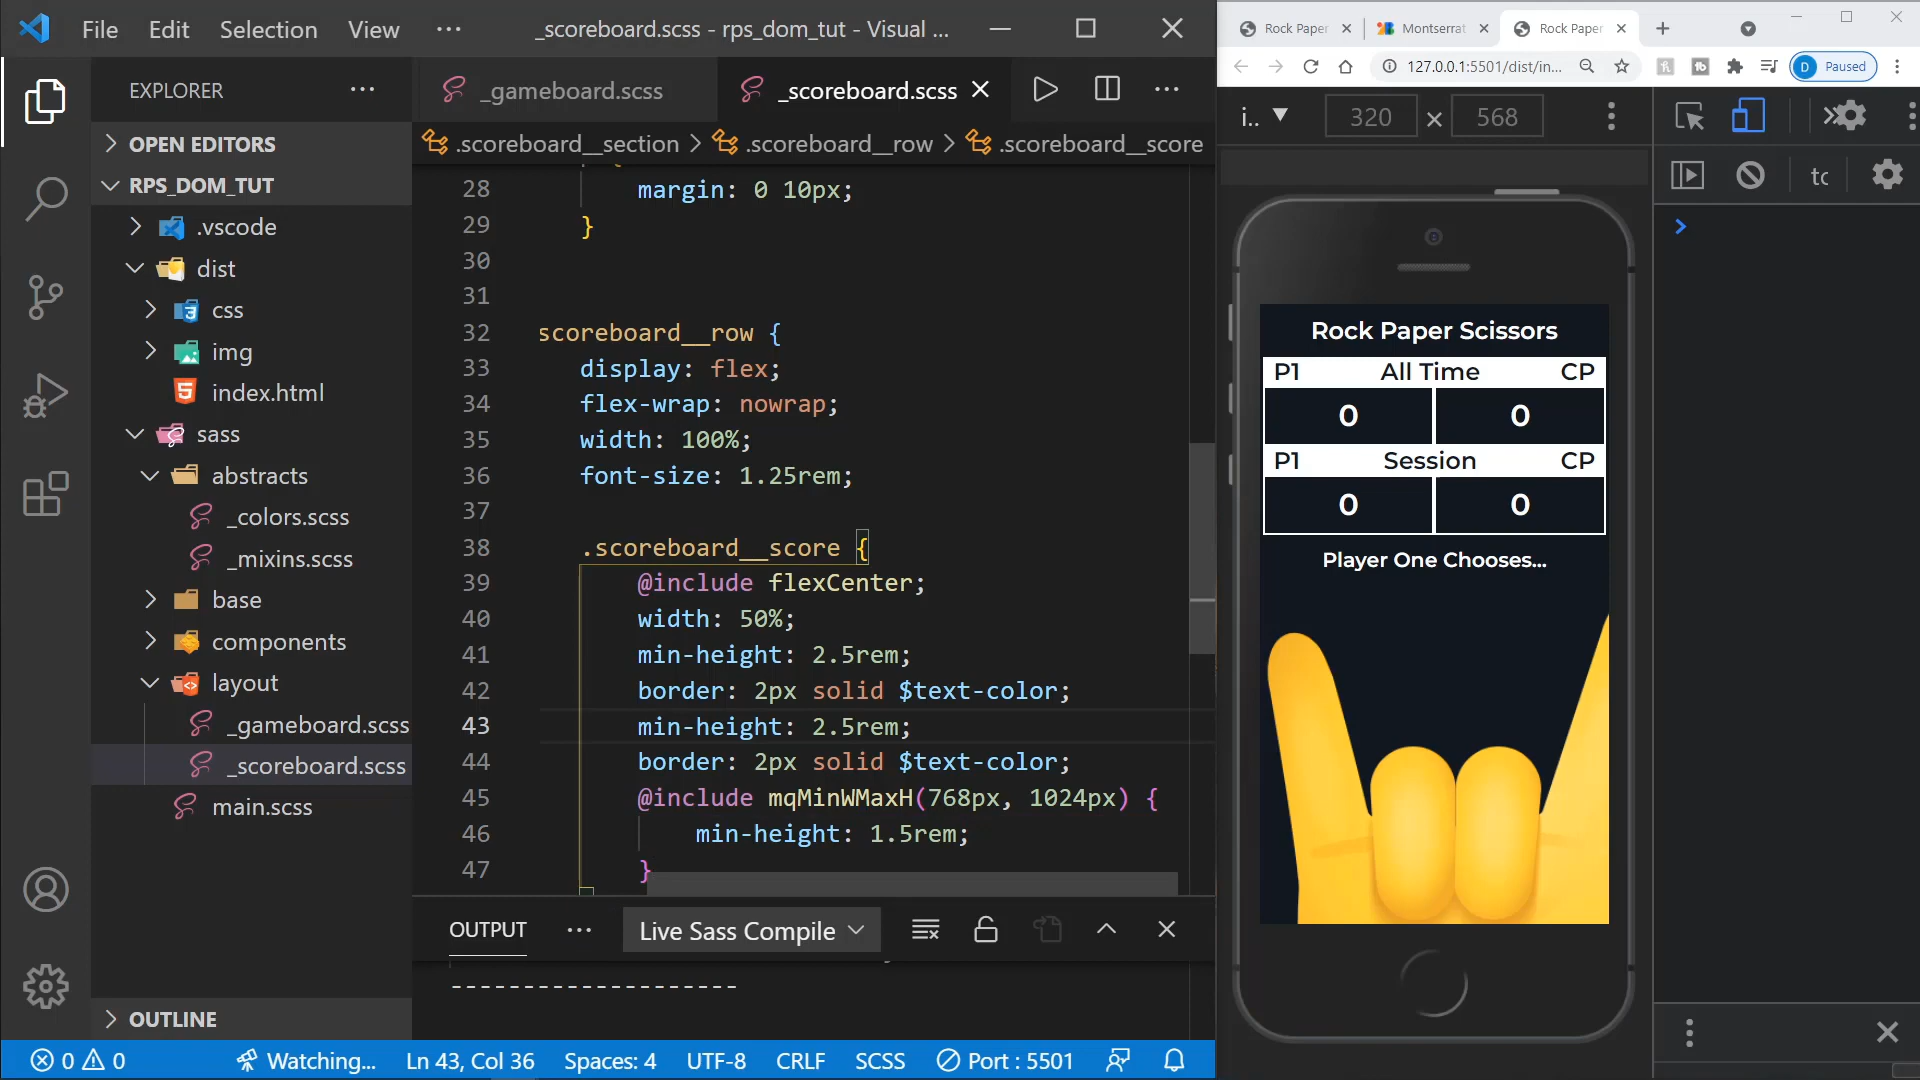 File Edit Selection View ··· _scoreboard.scss - rps_dom_tut - Visual ...
EXPLORER ···
OPEN EDITORS
RPS_DOM_TUT
.vscode
dist
css
img
index.html
sass
abstracts
_colors.scss
_mixins.scss
base
components
layout
_gameboard.scss
_scoreboard.scss
main.scss
OUTLINE
_gameboard.scss _scoreboard.scss ···
.scoreboard__section > .scoreboard__row > .scoreboard__score
28 margin: 0 10px;
29 }
30
31
32 scoreboard__row {
33 display: flex;
34 flex-wrap: nowrap;
35 width: 100%;
36 font-size: 1.25rem;
37
38 .scoreboard__score {
39 @include flexCenter;
40 width: 50%;
41 min-height: 2.5rem;
42 border: 2px solid $text-color;
43 min-height: 2.5rem;
44 border: 2px solid $text-color;
45 @include mqMinWMaxH(768px, 1024px) {
46 min-height: 1.5rem;
47 }
OUTPUT ··· Live Sass Compile
--------------------
0 0 Watching... Ln 43, Col 36 Spaces: 4 UTF-8 CRLF SCSS Port : 5501
Rock Paper Montserrat Rock Paper
127.0.0.1:5501/dist/in... D Paused
i.. 320 × 568
Rock Paper Scissors
P1 All Time CP
0 0
P1 Session CP
0 0
Player One Chooses...